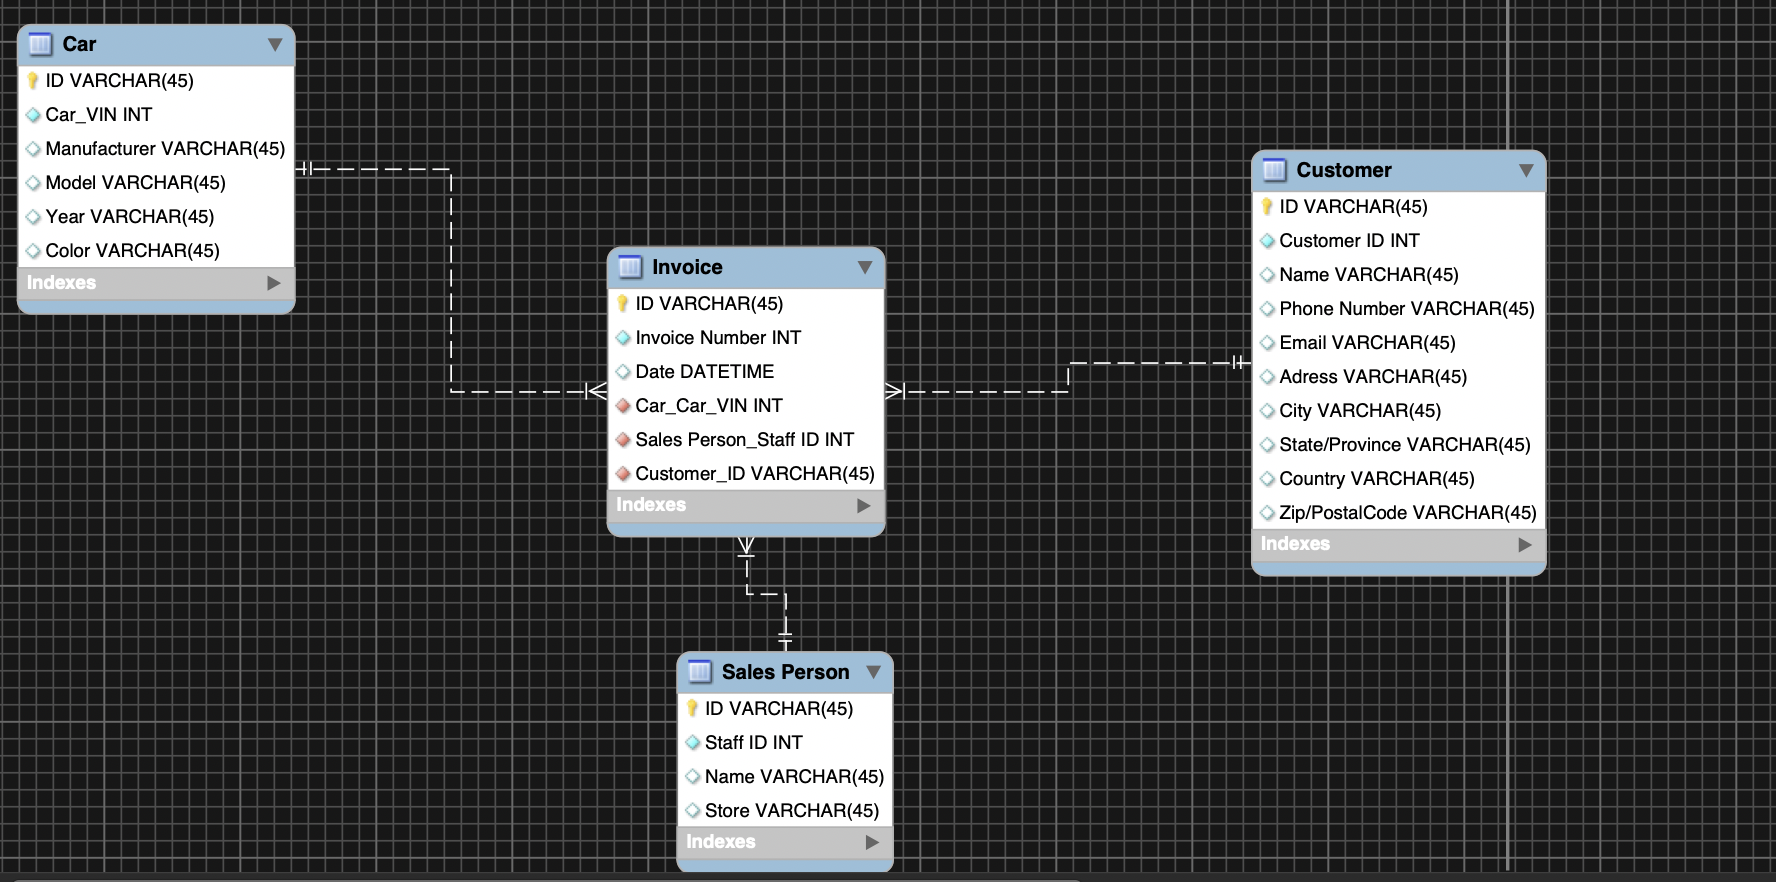 Car
ID VARCHAR(45)
Car_VIN INT
Manufacturer VARCHAR(45)
Model VARCHAR(45)
Year VARCHAR(45)
Color VARCHAR(45)
Indexes
Invoice
ID VARCHAR(45)
Invoice Number INT
Date DATETIME
Car_Car_VIN INT
Sales Person_Staff ID INT
Customer_ID VARCHAR(45)
Indexes
Customer
ID VARCHAR(45)
Customer ID INT
Name VARCHAR(45)
Phone Number VARCHAR(45)
Email VARCHAR(45)
Adress VARCHAR(45)
City VARCHAR(45)
State/Province VARCHAR(45)
Country VARCHAR(45)
Zip/PostalCode VARCHAR(45)
Indexes
Sales Person
ID VARCHAR(45)
Staff ID INT
Name VARCHAR(45)
Store VARCHAR(45)
Indexes